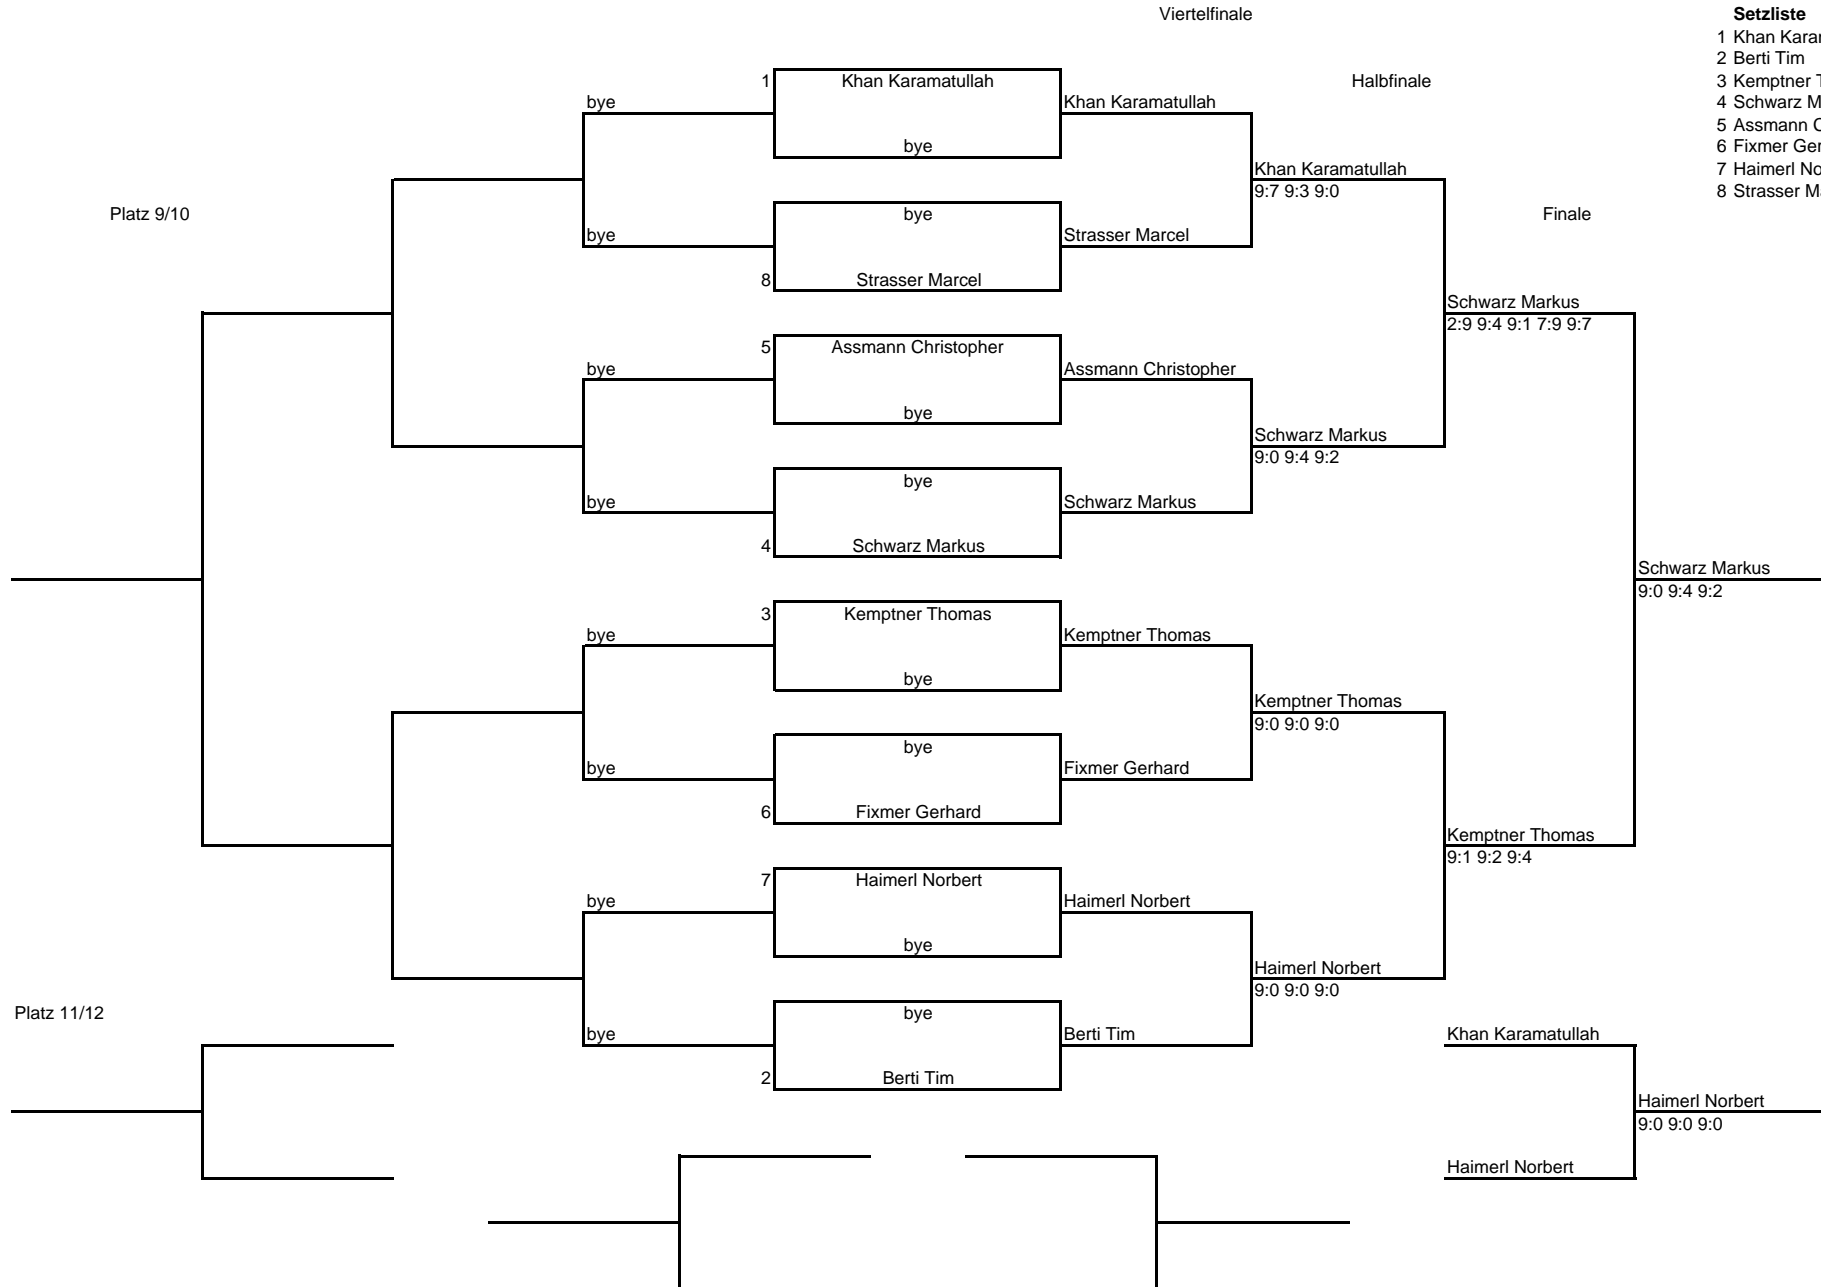 Viertelfinale
Setzliste
1 Khan
2 Berti Tim
3 Kemptner
4 Schwarz
5 Assmann
6 Fixmer
7 Haimerl
8 Strasser
Halbfinale
Finale
Platz 9/10
1 Khan Karamatullah
bye
bye
Khan Karamatullah
bye
bye
Strasser Marcel
8 Strasser Marcel
Khan Karamatullah
9:7 9:3 9:0
5 Assmann Christopher
bye
bye
Assmann Christopher
bye
bye
Schwarz Markus
4 Schwarz Markus
Schwarz Markus
9:0 9:4 9:2
Schwarz Markus
2:9 9:4 9:1 7:9 9:7
3 Kemptner Thomas
bye
bye
Kemptner Thomas
bye
bye
Fixmer Gerhard
6 Fixmer Gerhard
Kemptner Thomas
9:0 9:0 9:0
7 Haimerl Norbert
bye
bye
Haimerl Norbert
bye
bye
Berti Tim
2 Berti Tim
Haimerl Norbert
9:0 9:0 9:0
Kemptner Thomas
9:1 9:2 9:4
Schwarz Markus
9:0 9:4 9:2
Platz 11/12
Khan Karamatullah
Haimerl Norbert
Haimerl Norbert
9:0 9:0 9:0